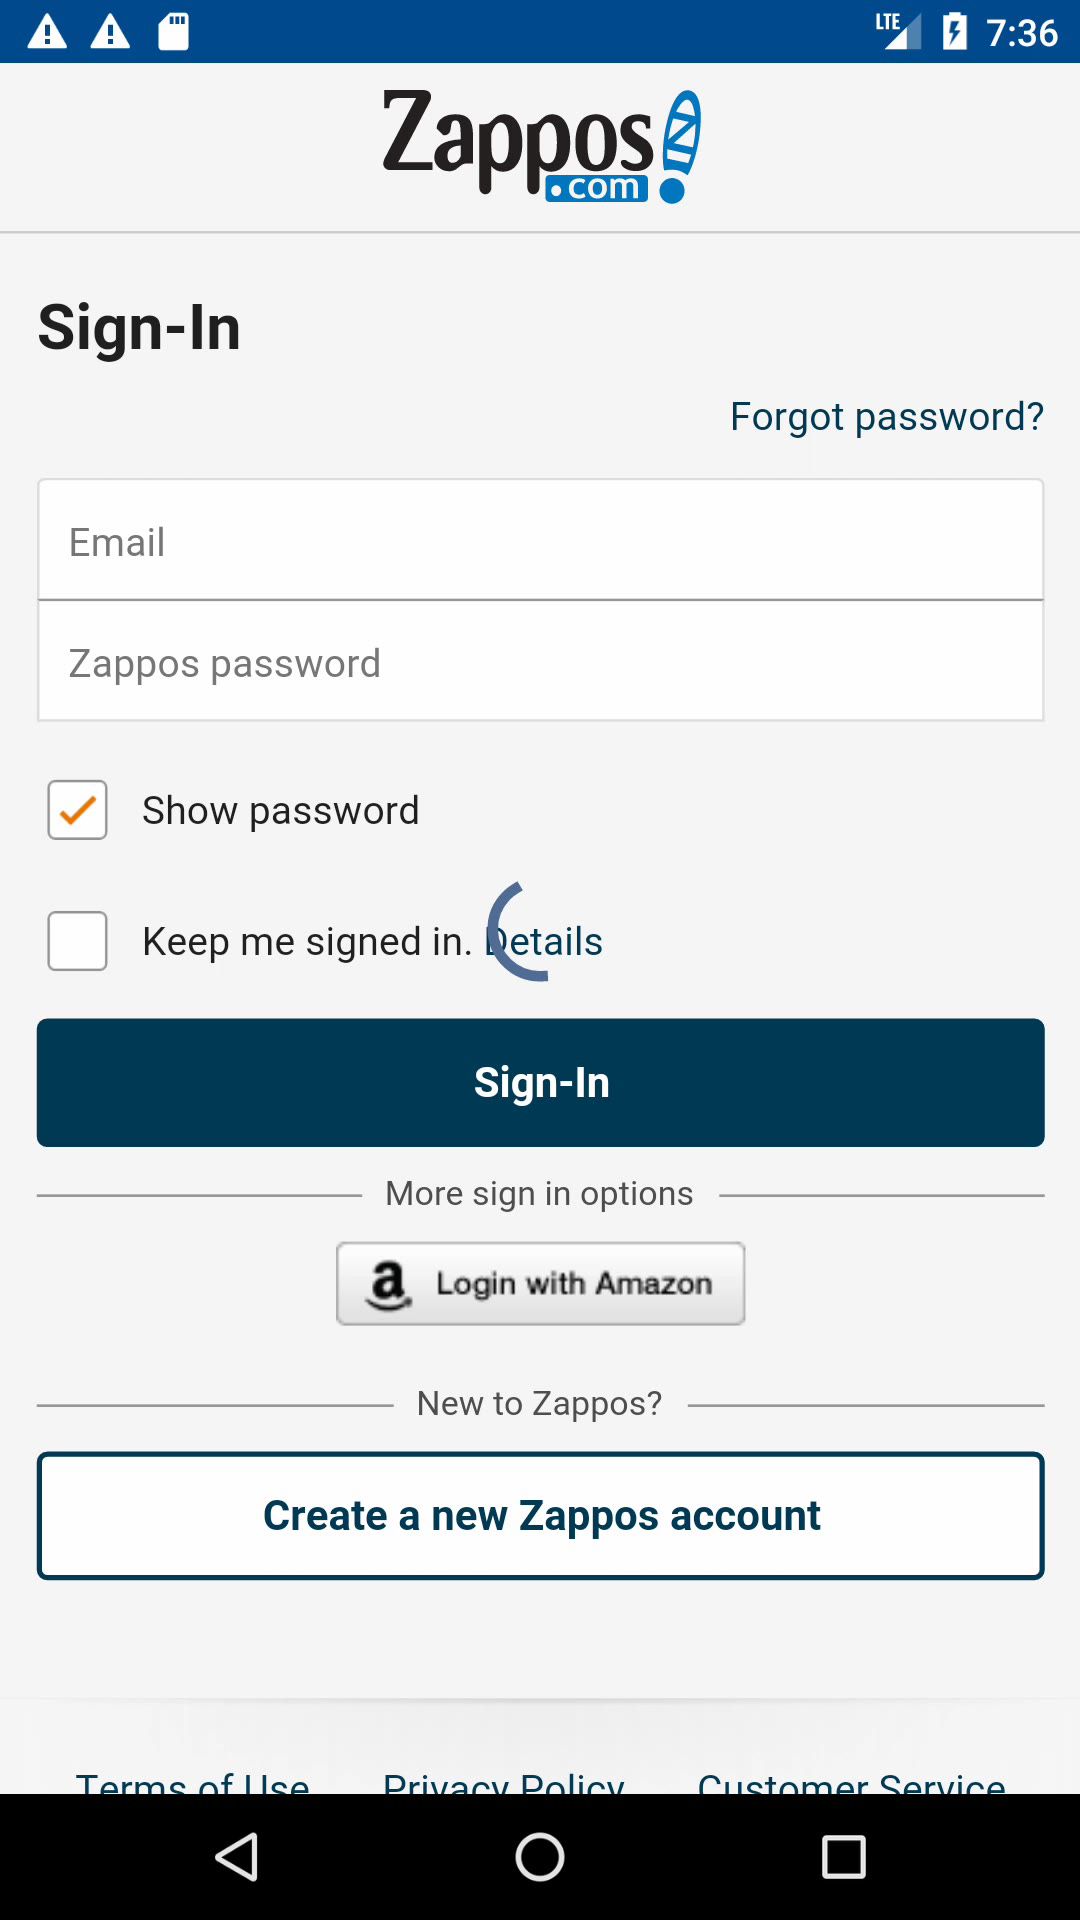 LTE 7:36
Zappos
.com
Sign-In
Forgot password?
Email
Zappos password
Show password
Keep me signed in. Details
Sign-In
More sign in options
a Login with Amazon
New to Zappos?
Create a new Zappos account
Terms of Use Privacy Policy Customer Service